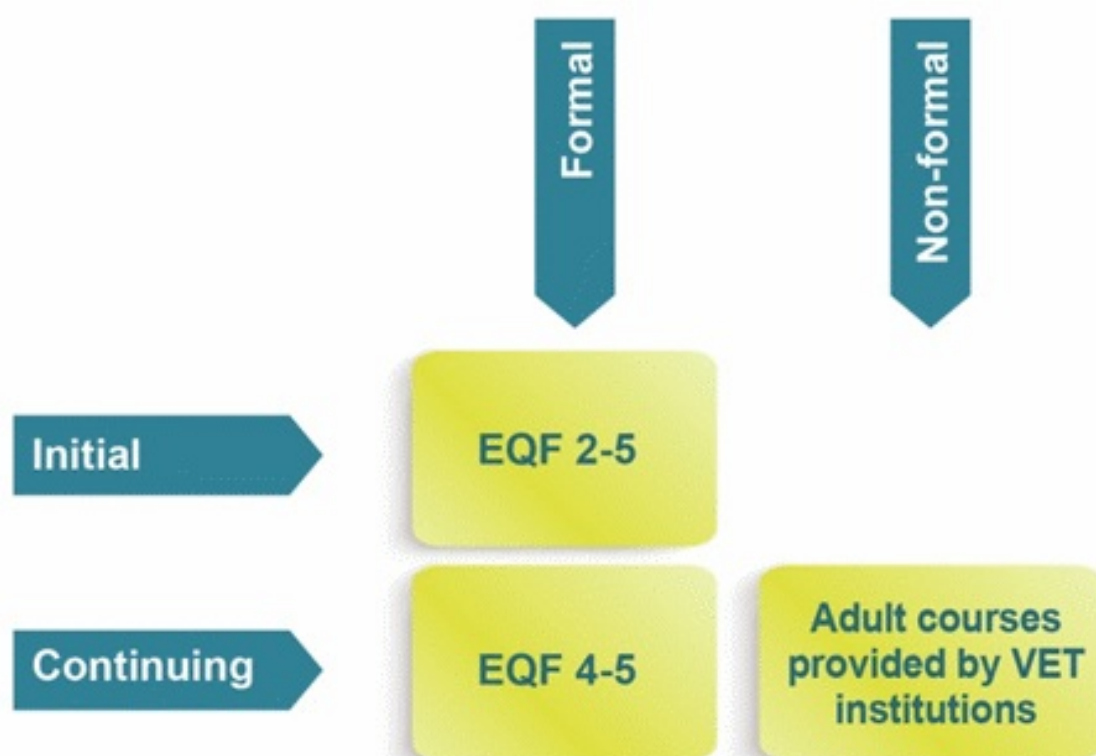 Formal
Non-formal
Initial
EQF 2-5
Continuing
EQF 4-5
Adult courses
provided by VET
institutions